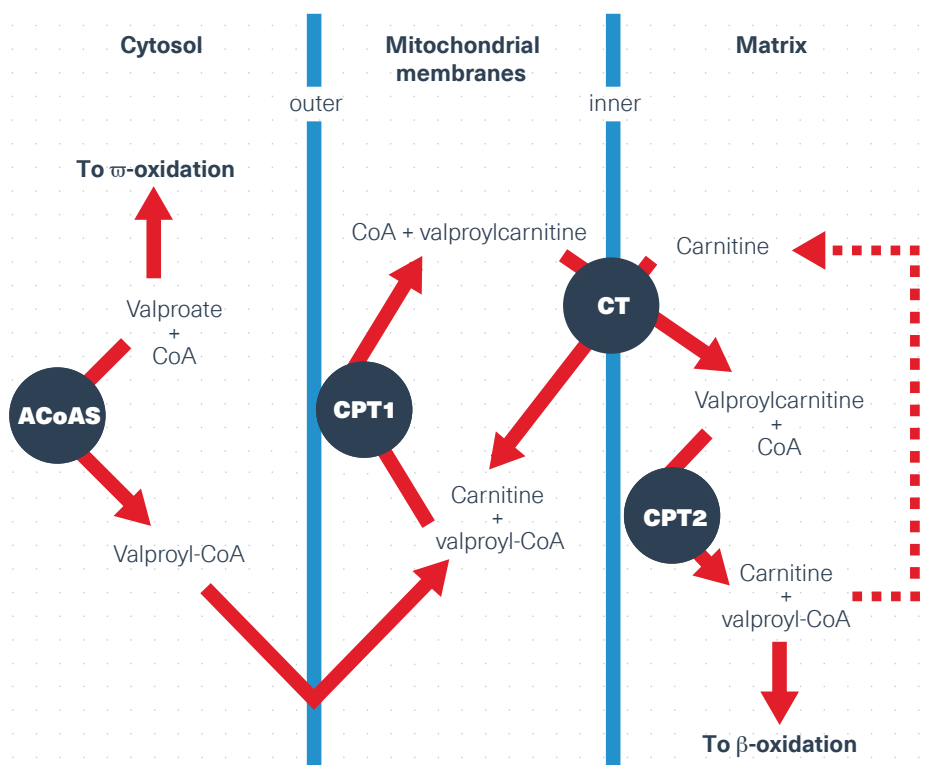 Cytosol
Mitochondrial
membranes
Matrix
outer
inner
To ϖ-oxidation
CoA + valproylcarnitine
Carnitine
CT
Valproate
+
CoA
ACoAS
CPT1
Valproylcarnitine
+
CoA
Carnitine
+
valproyl-CoA
CPT2
Valproyl-CoA
Carnitine
+
valproyl-CoA
To β-oxidation